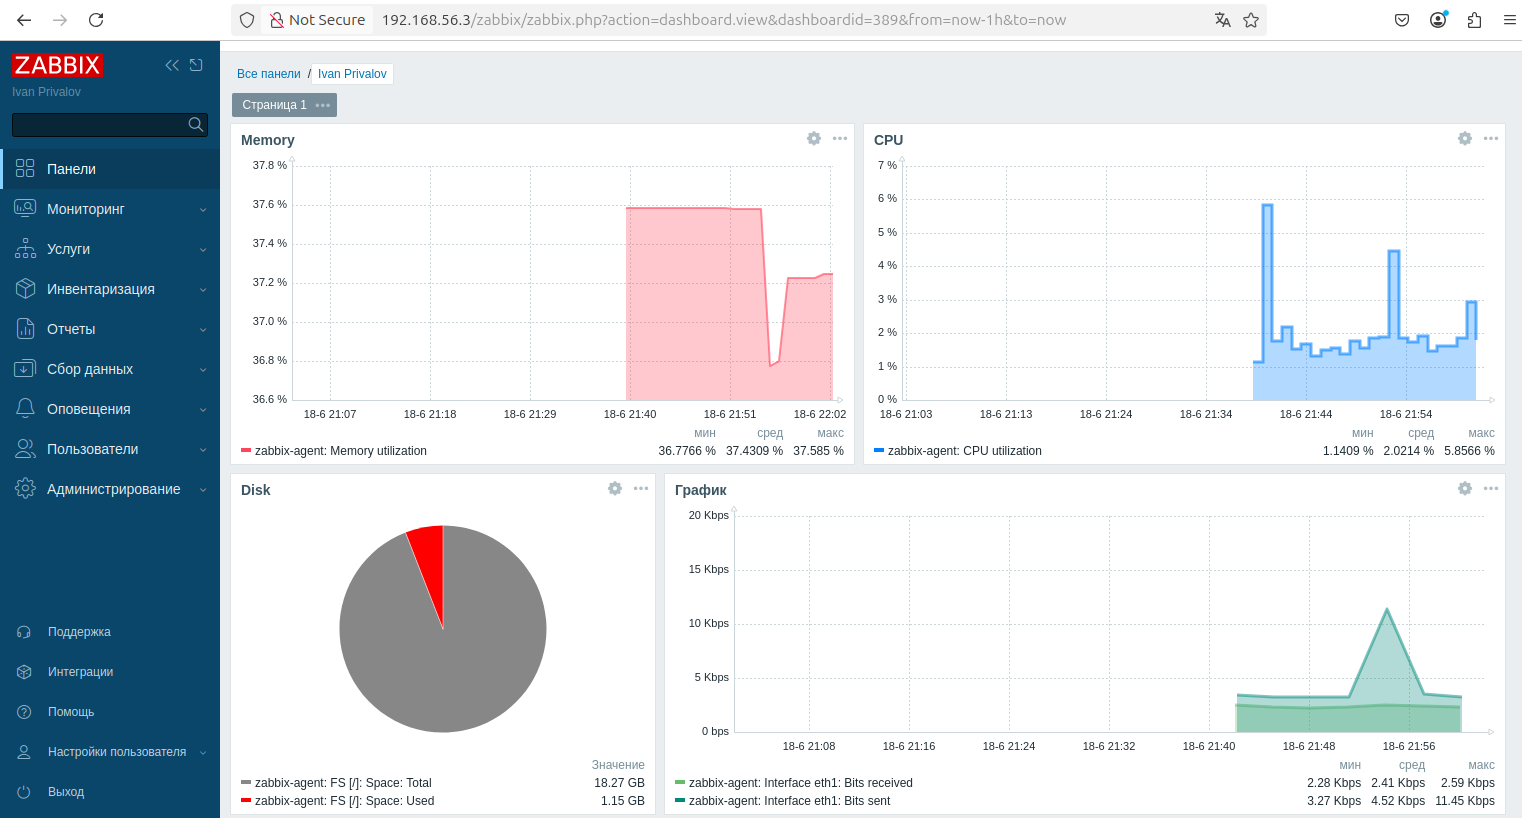 Not Secure 192.168.56.3/zabbix/zabbix.php?action=dashboard.view&dashboardid=389&from=now-1h&to=now
ZABBIX
Ivan Privalov
Панели
Мониторинг
Услуги
Инвентаризация
Отчеты
Сбор данных
Оповещения
Пользователи
Администрирование
Поддержка
Интеграции
Помощь
Настройки пользователя
Выход
Все панели / Ivan Privalov
Страница 1
Memory
37.8 %
37.6 %
37.4 %
37.2 %
37.0 %
36.8 %
36.6 %
18-6 21:07 18-6 21:18 18-6 21:29 18-6 21:40 18-6 21:51 18-6 22:02
мин сред макс
zabbix-agent: Memory utilization 36.7766 % 37.4309 % 37.585 %
CPU
7 %
6 %
5 %
4 %
3 %
2 %
1 %
0 %
18-6 21:03 18-6 21:13 18-6 21:24 18-6 21:34 18-6 21:44 18-6 21:54
мин сред макс
zabbix-agent: CPU utilization 1.1409 % 2.0214 % 5.8566 %
Disk
Значение
zabbix-agent: FS [/]: Space: Total 18.27 GB
zabbix-agent: FS [/]: Space: Used 1.15 GB
График
20 Kbps
15 Kbps
10 Kbps
5 Kbps
0 bps
18-6 21:08 18-6 21:16 18-6 21:24 18-6 21:32 18-6 21:40 18-6 21:48 18-6 21:56
мин сред макс
zabbix-agent: Interface eth1: Bits received 2.28 Kbps 2.41 Kbps 2.59 Kbps
zabbix-agent: Interface eth1: Bits sent 3.27 Kbps 4.52 Kbps 11.45 Kbps